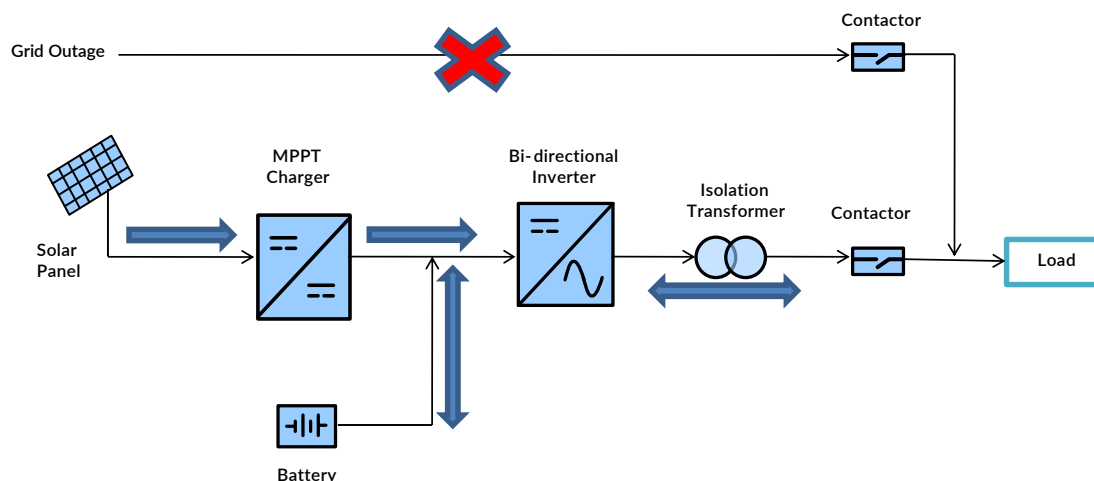 Contactor
Grid Outage
MPPT
Charger
Bi-directional
Inverter
Isolation
Transformer
Contactor
Solar
Panel
Load
Battery